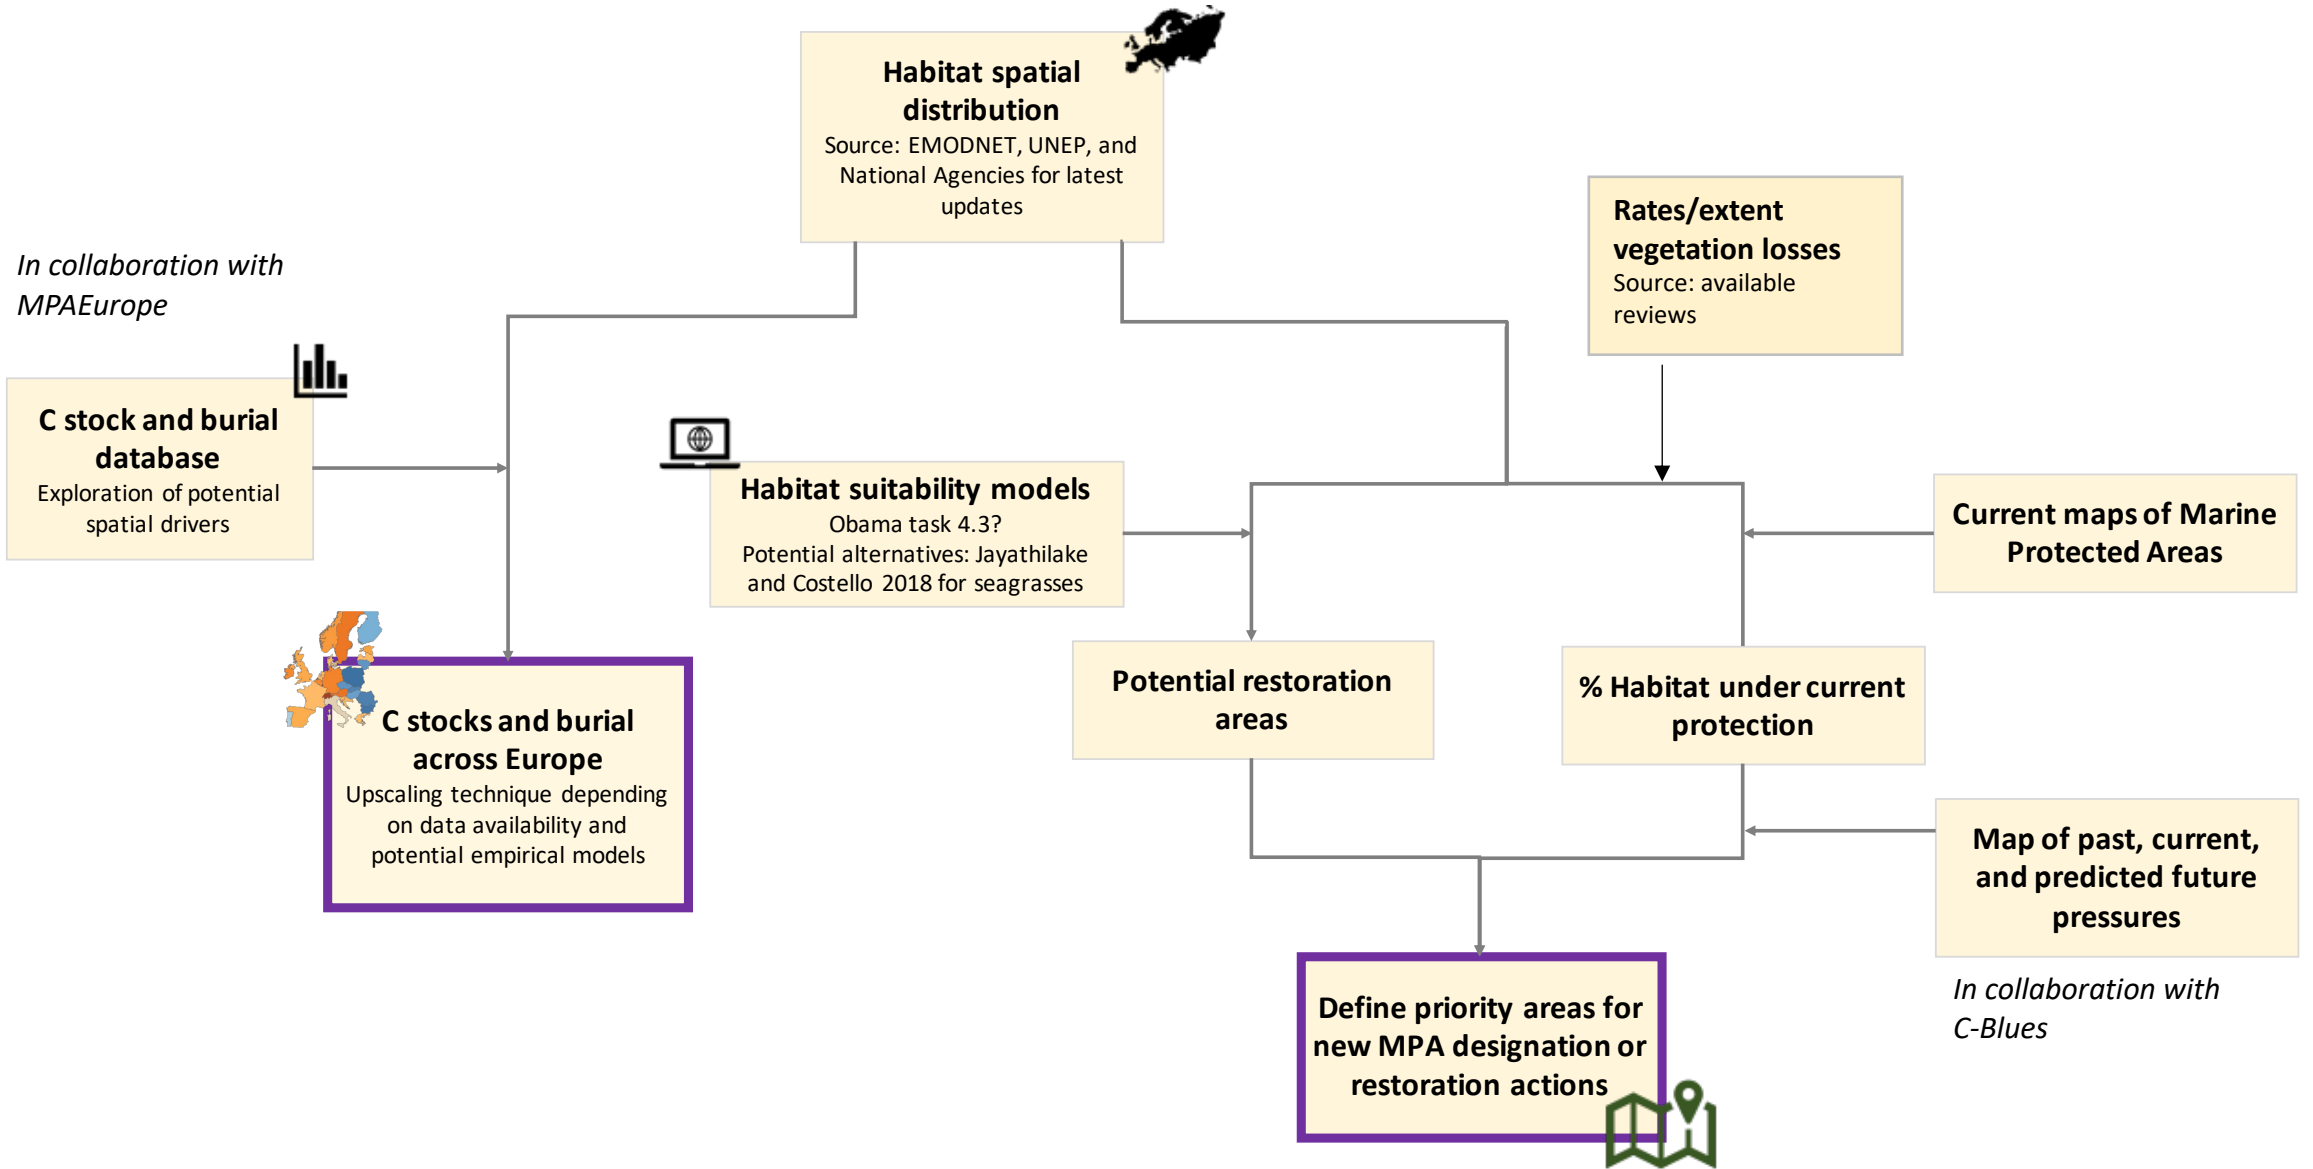 Habitat spatial
distribution
Source: EMODNET, UNEP, and
National Agencies for latest
updates
Rates/extent
vegetation losses
Source: available
reviews
In collaboration with
MPAEurope
C stock and burial
database
Exploration of potential
spatial drivers
Habitat suitability models
Obama task 4.3?
Potential alternatives: Jayathilake
and Costello 2018 for seagrasses
Current maps of Marine
Protected Areas
C stocks and burial
across Europe
Upscaling technique depending
on data availability and
potential empirical models
Potential restoration
areas
% Habitat under current
protection
Map of past, current,
and predicted future
pressures
In collaboration with
C-Blues
Define priority areas for
new MPA designation or
restoration actions